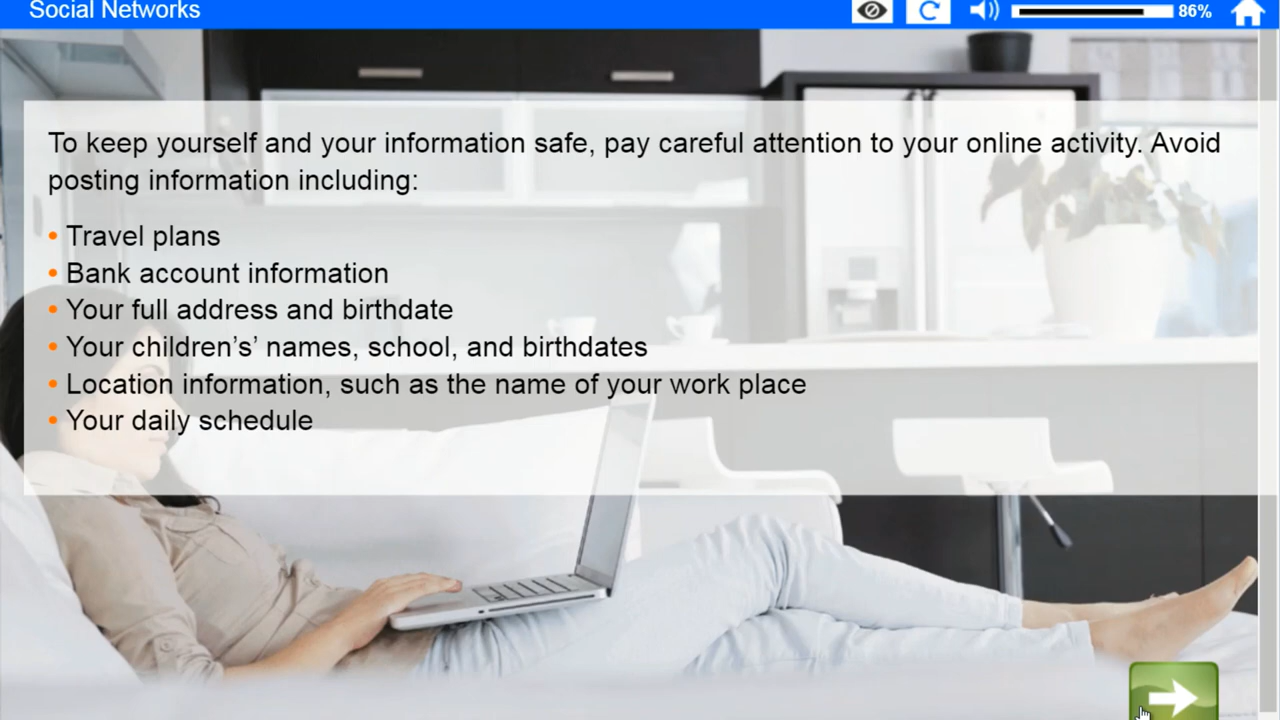 Social Networks
86%
To keep yourself and your information safe, pay careful attention to your online activity. Avoid
posting information including:
• Travel plans
• Bank account information
• Your full address and birthdate
• Your children’s’ names, school, and birthdates
• Location information, such as the name of your work place
• Your daily schedule